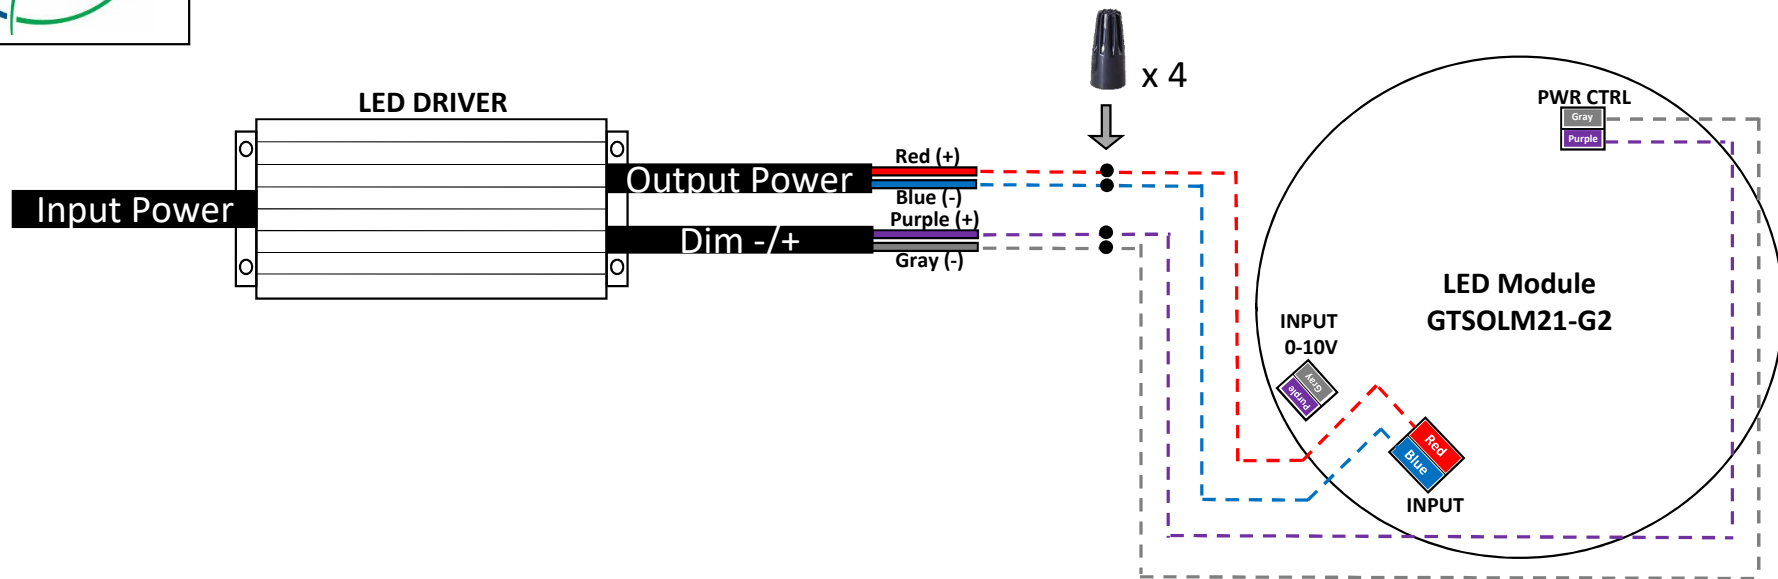 x 4
PWR CTRL
Gray
Purple
LED DRIVER
Red (+)
Output Power
Blue (-)
Input Power
Purple (+)
Dim -/+
Gray (-)
LED Module
GTSOLM21-G2
INPUT
0-10V
Gray
Purple
Red
Blue
INPUT